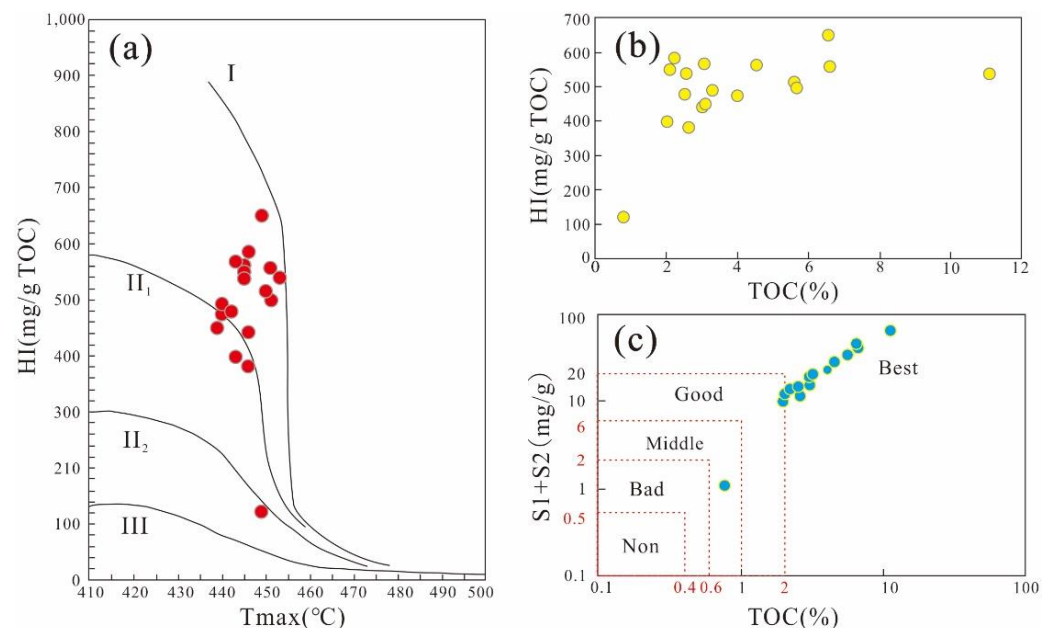 (a)
1,000
900
800
700
600
500
400
300
210
100
0
HI(mg/g TOC)
I
II1
II2
III
410 420 430 440 450 460 470 480 490 500
Tmax(°C)
(b)
700
600
500
400
300
200
100
0
HI(mg/g TOC)
0 2 4 6 8 10 12
TOC(%)
(c)
100
20
10
6
2
1
0.5
0.1
S1+S2(mg/g)
Best
Good
Middle
Bad
Non
0.1 0.4 0.6 1 2 10 100
TOC(%)